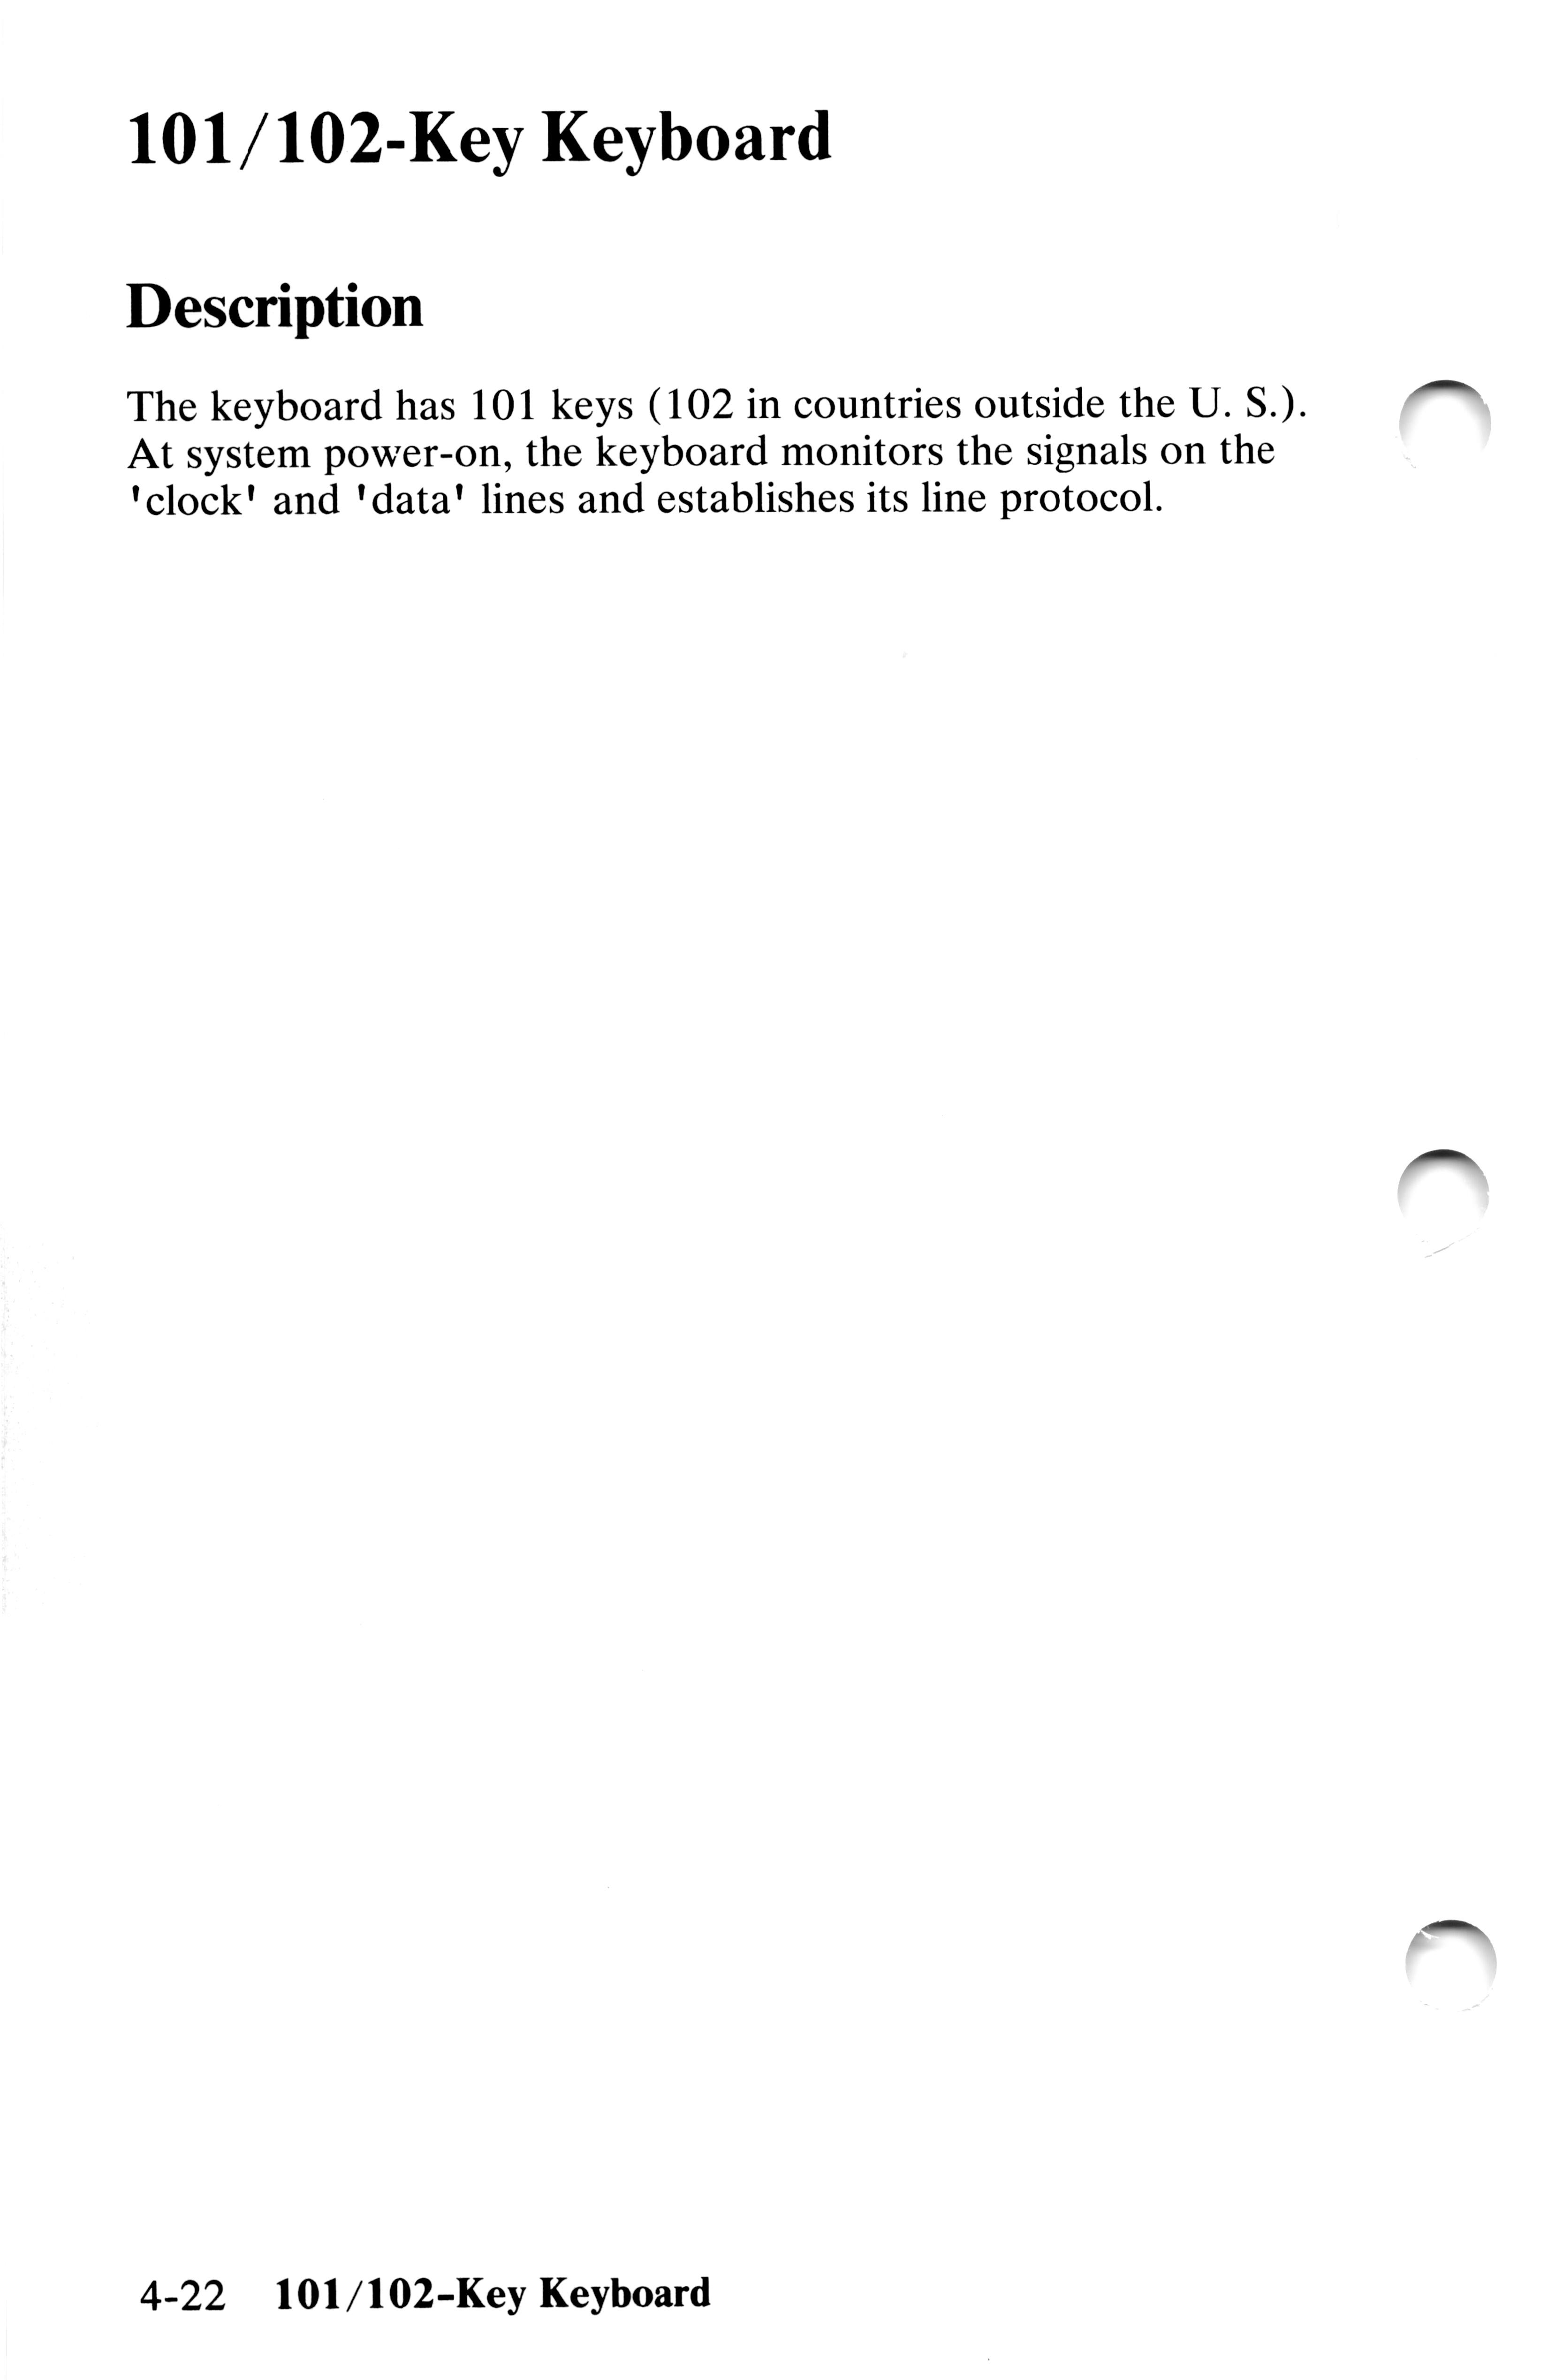 101/102-Key Keyboard
Description
The keyboard has 101 keys (102 in countries outside the U. S.).
At system power-on, the keyboard monitors the signals on the
'clock' and 'data' lines and establishes its line protocol.
4-22 101/102-Key Keyboard